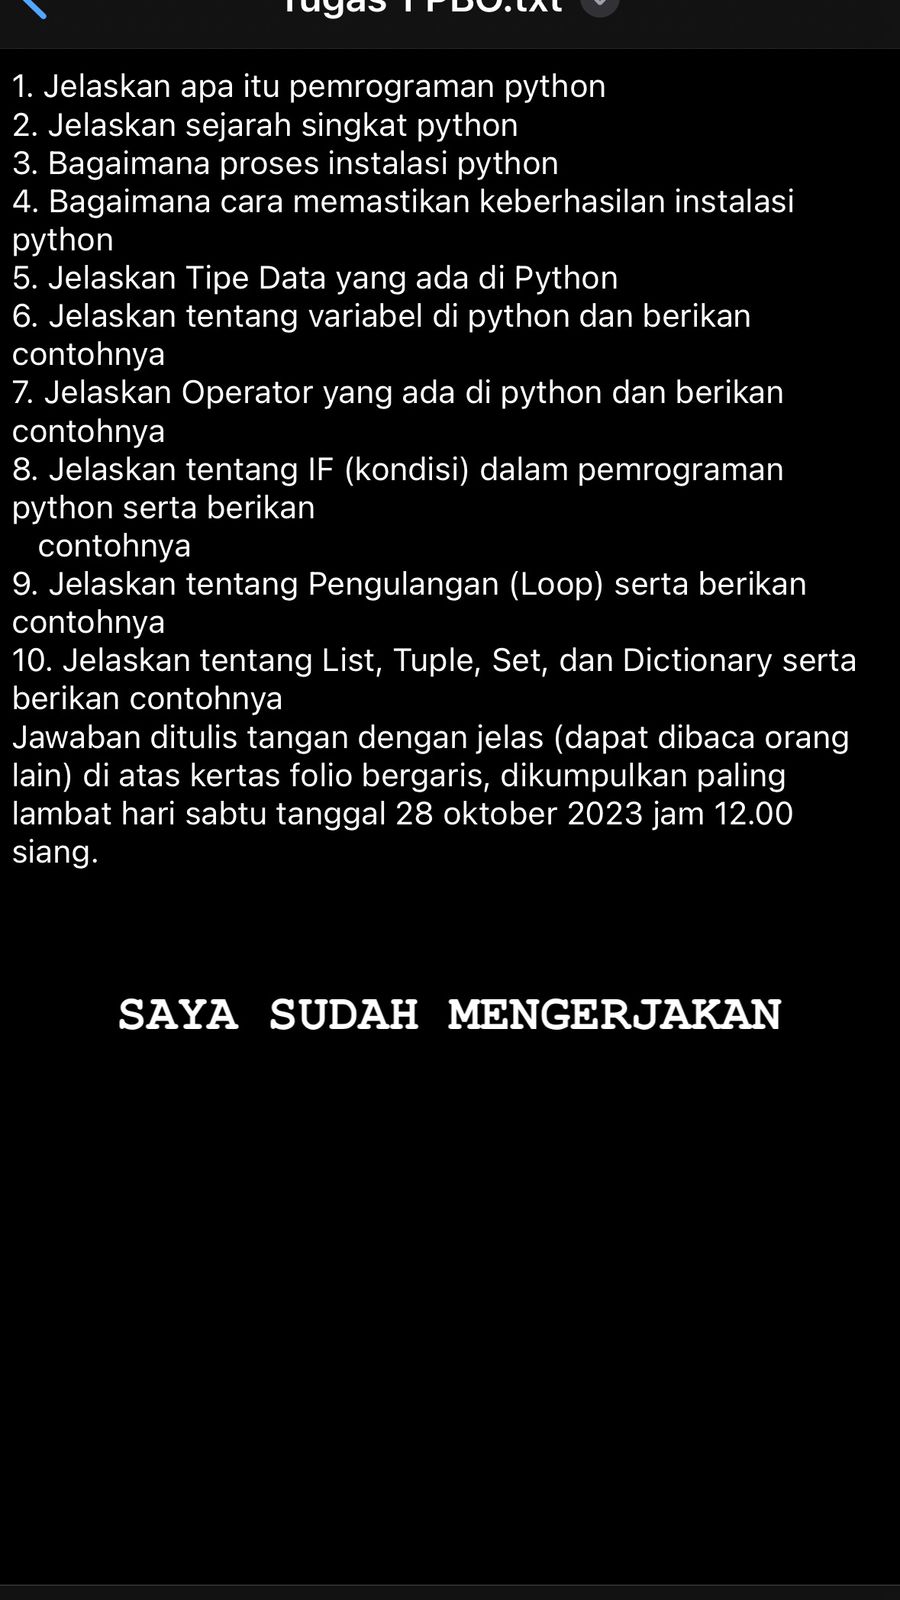 Tugas 1 PBO.txt
1. Jelaskan apa itu pemrograman python
2. Jelaskan sejarah singkat python
3. Bagaimana proses instalasi python
4. Bagaimana cara memastikan keberhasilan instalasi
python
5. Jelaskan Tipe Data yang ada di Python
6. Jelaskan tentang variabel di python dan berikan
contohnya
7. Jelaskan Operator yang ada di python dan berikan
contohnya
8. Jelaskan tentang IF (kondisi) dalam pemrograman
python serta berikan
contohnya
9. Jelaskan tentang Pengulangan (Loop) serta berikan
contohnya
10. Jelaskan tentang List, Tuple, Set, dan Dictionary serta
berikan contohnya
Jawaban ditulis tangan dengan jelas (dapat dibaca orang
lain) di atas kertas folio bergaris, dikumpulkan paling
lambat hari sabtu tanggal 28 oktober 2023 jam 12.00
siang.
SAYA SUDAH MENGERJAKAN